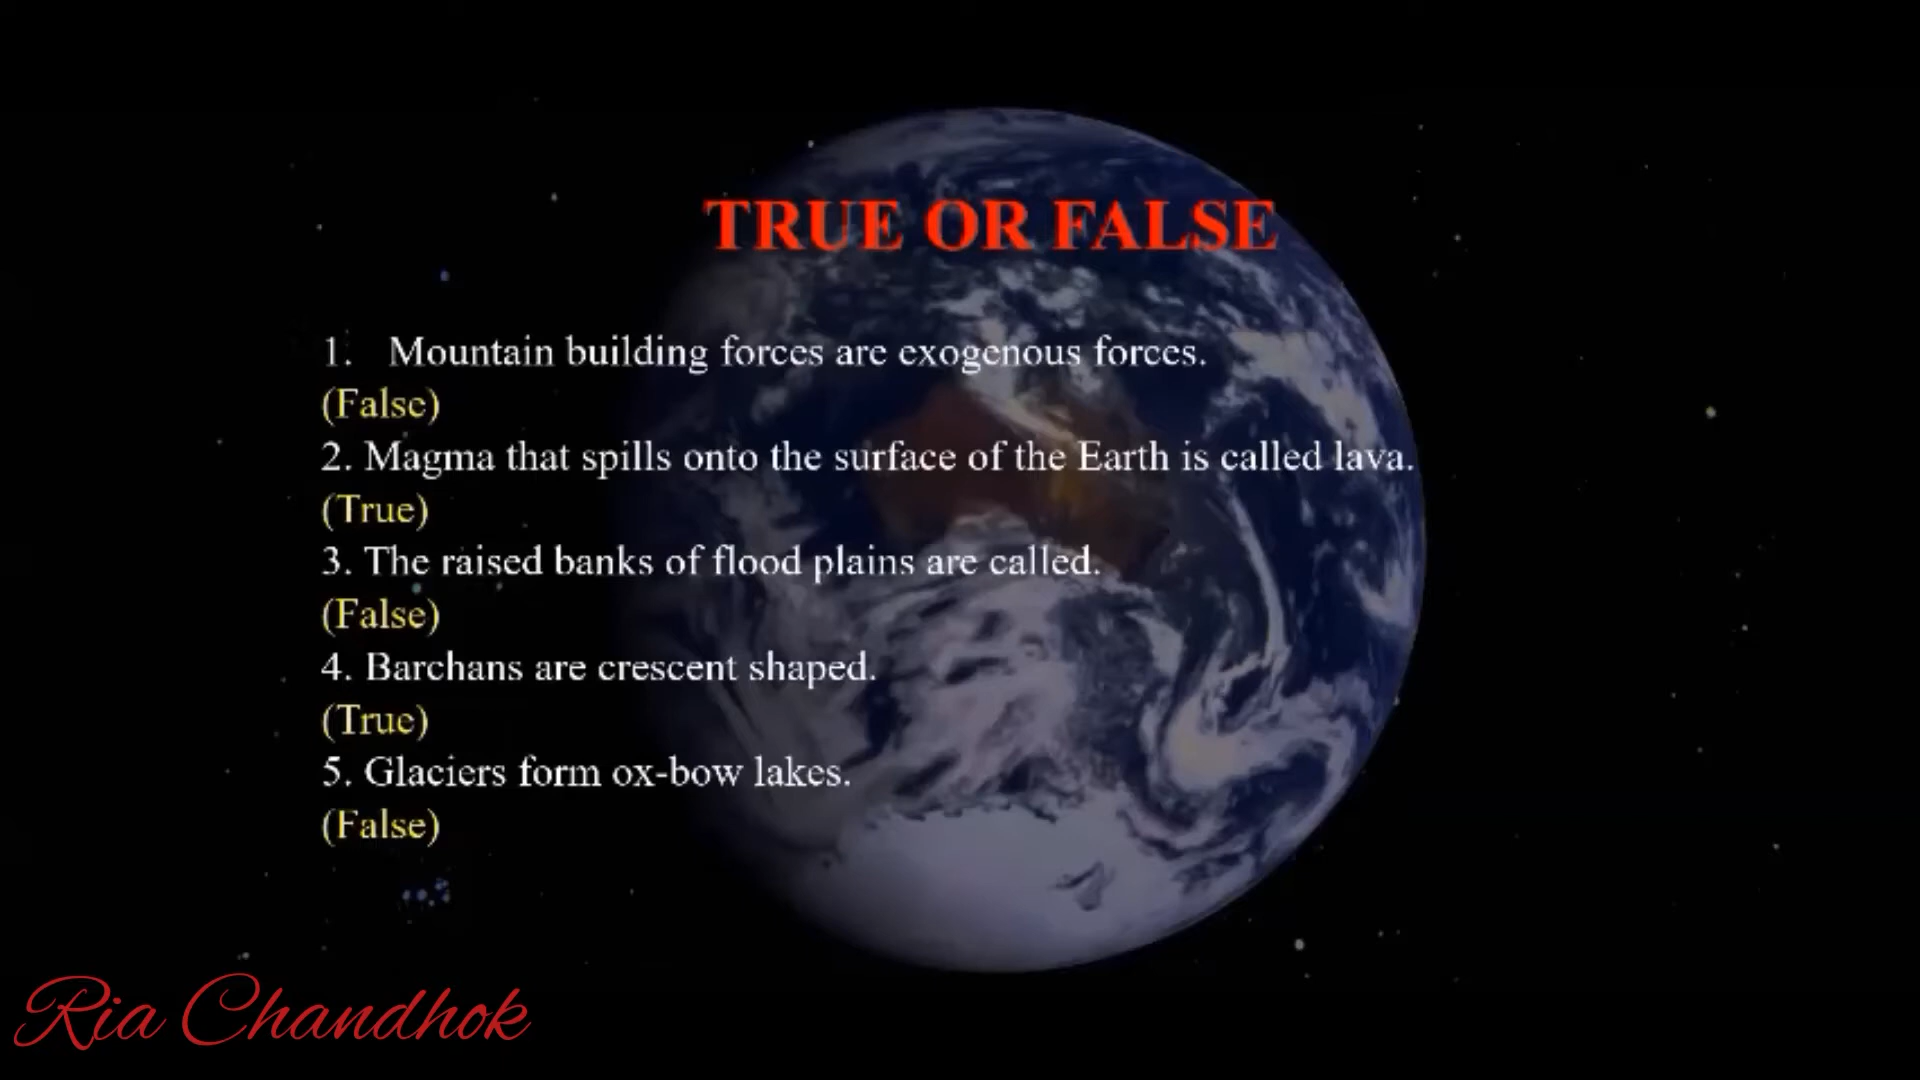 TRUE OR FALSE
1. Mountain building forces are exogenous forces.
(False)
2. Magma that spills onto the surface of the Earth is called lava.
(True)
3. The raised banks of flood plains are called.
(False)
4. Barchans are crescent shaped.
(True)
5. Glaciers form ox-bow lakes.
(False)
Ria Chandhok